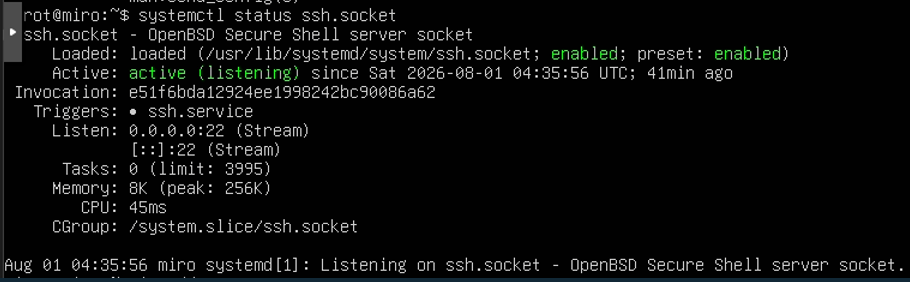 rot@miro:~$ systemctl status ssh.socket
ssh.socket - OpenBSD Secure Shell server socket
Loaded: loaded (/usr/lib/systemd/system/ssh.socket; enabled; preset: enabled)
Active: active (listening) since Sat 2026-08-01 04:35:56 UTC; 41min ago
Invocation: e51f6bda12924ee1998242bc90086a62
Triggers: • ssh.service
Listen: 0.0.0.0:22 (Stream)
[::]:22 (Stream)
Tasks: 0 (limit: 3995)
Memory: 8K (peak: 256K)
CPU: 45ms
CGroup: /system.slice/ssh.socket
Aug 01 04:35:56 miro systemd[1]: Listening on ssh.socket - OpenBSD Secure Shell server socket.